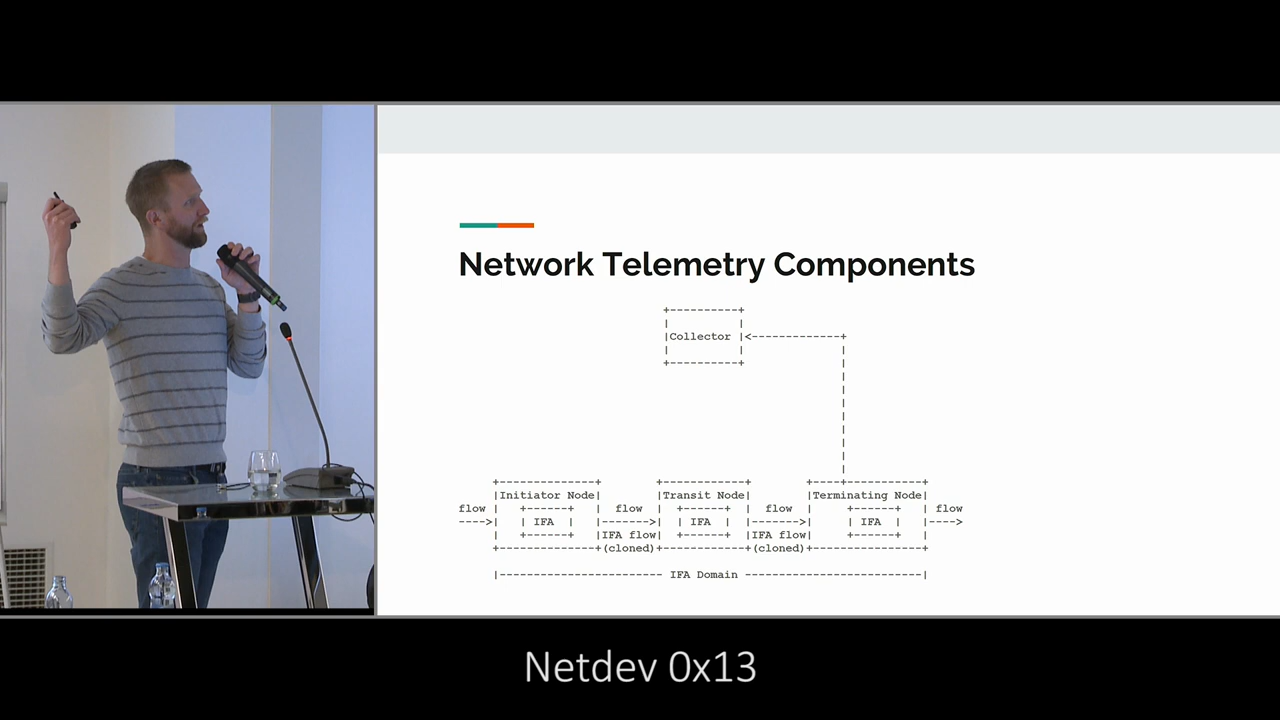 Network Telemetry Components
+----------+
|          |
|Collector |<-------------+
|          |              |
+----------+              |
|
|
|
|
|
|
|
|
+---------------+        +-------------+        +----+------------+
|Initiator Node|        |Transit Node|        |Terminating Node|
flow | +------+ | flow | +------+ | flow | +------+ | flow
---->| | IFA | |------->| | IFA | |------->| | IFA | |---->
| +------+ |IFA flow| +------+ |IFA flow| +------+ |
+---------------+(cloned)+-------------+(cloned)+-----------------+
|------------------------- IFA Domain --------------------------|
Netdev 0x13